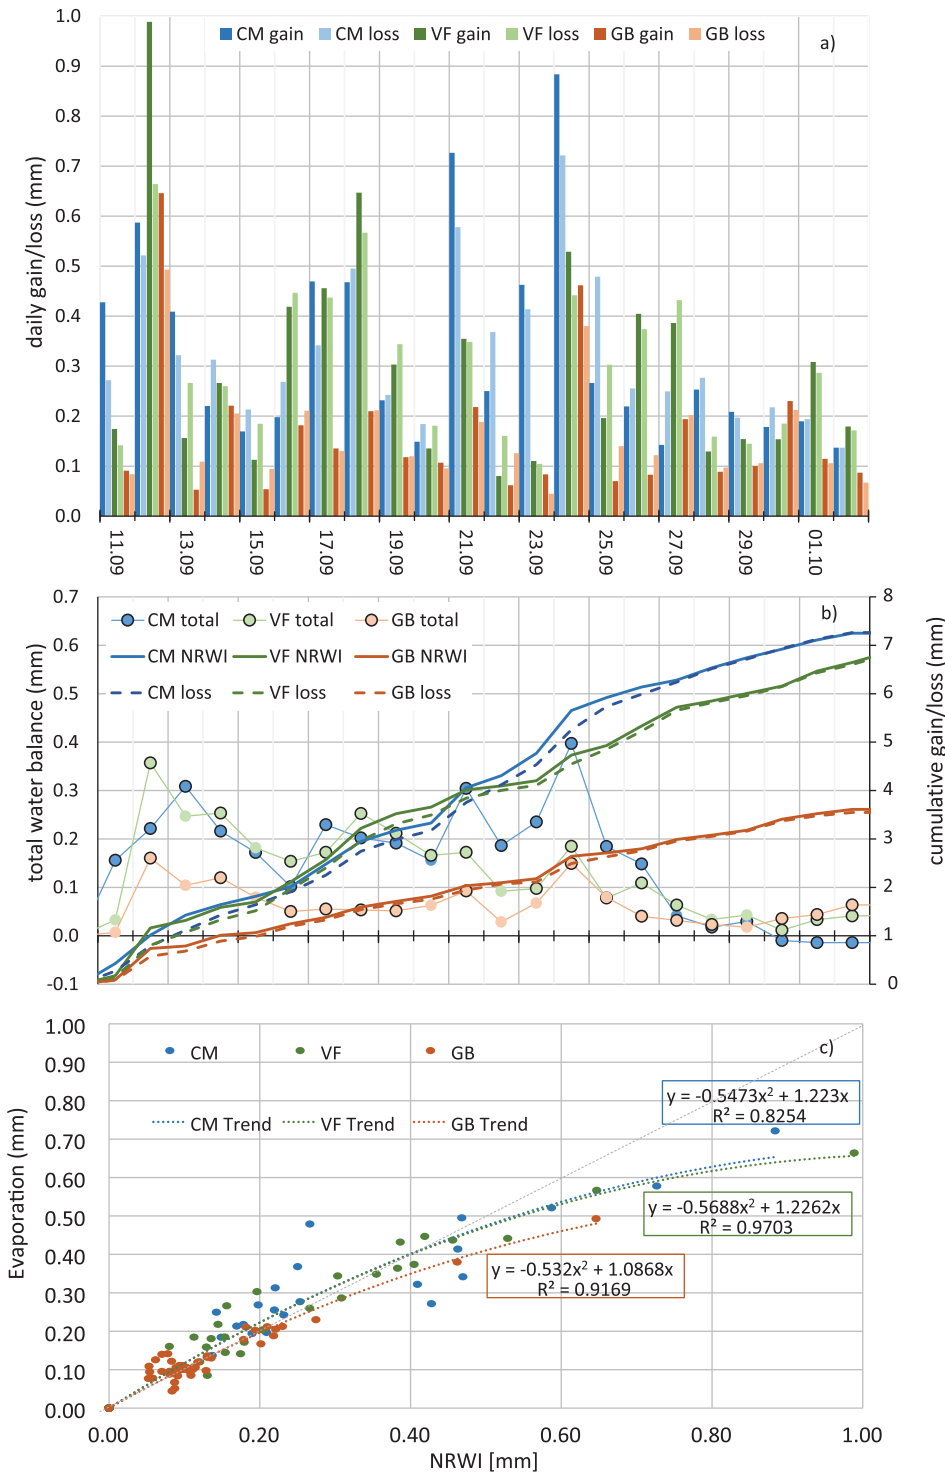 CM gain CM loss VF gain VF loss GB gain GB loss
a)
daily gain/loss (mm)
1.0
0.9
0.8
0.7
0.6
0.5
0.4
0.3
0.2
0.1
0.0
11.09 13.09 15.09 17.09 19.09 21.09 23.09 25.09 27.09 29.09 01.10
b)
CM total VF total GB total
CM NRWI VF NRWI GB NRWI
CM loss VF loss GB loss
total water balance (mm)
0.7
0.6
0.5
0.4
0.3
0.2
0.1
0.0
-0.1
8
7
6
5
4
3
2
1
0
cumulative gain/loss (mm)
c)
CM VF GB
CM Trend VF Trend GB Trend
y = -0.5473x² + 1.223x
R² = 0.8254
y = -0.5688x² + 1.2262x
R² = 0.9703
y = -0.532x² + 1.0868x
R² = 0.9169
Evaporation (mm)
1.00
0.90
0.80
0.70
0.60
0.50
0.40
0.30
0.20
0.10
0.00
0.00 0.20 0.40 0.60 0.80 1.00
NRWI [mm]